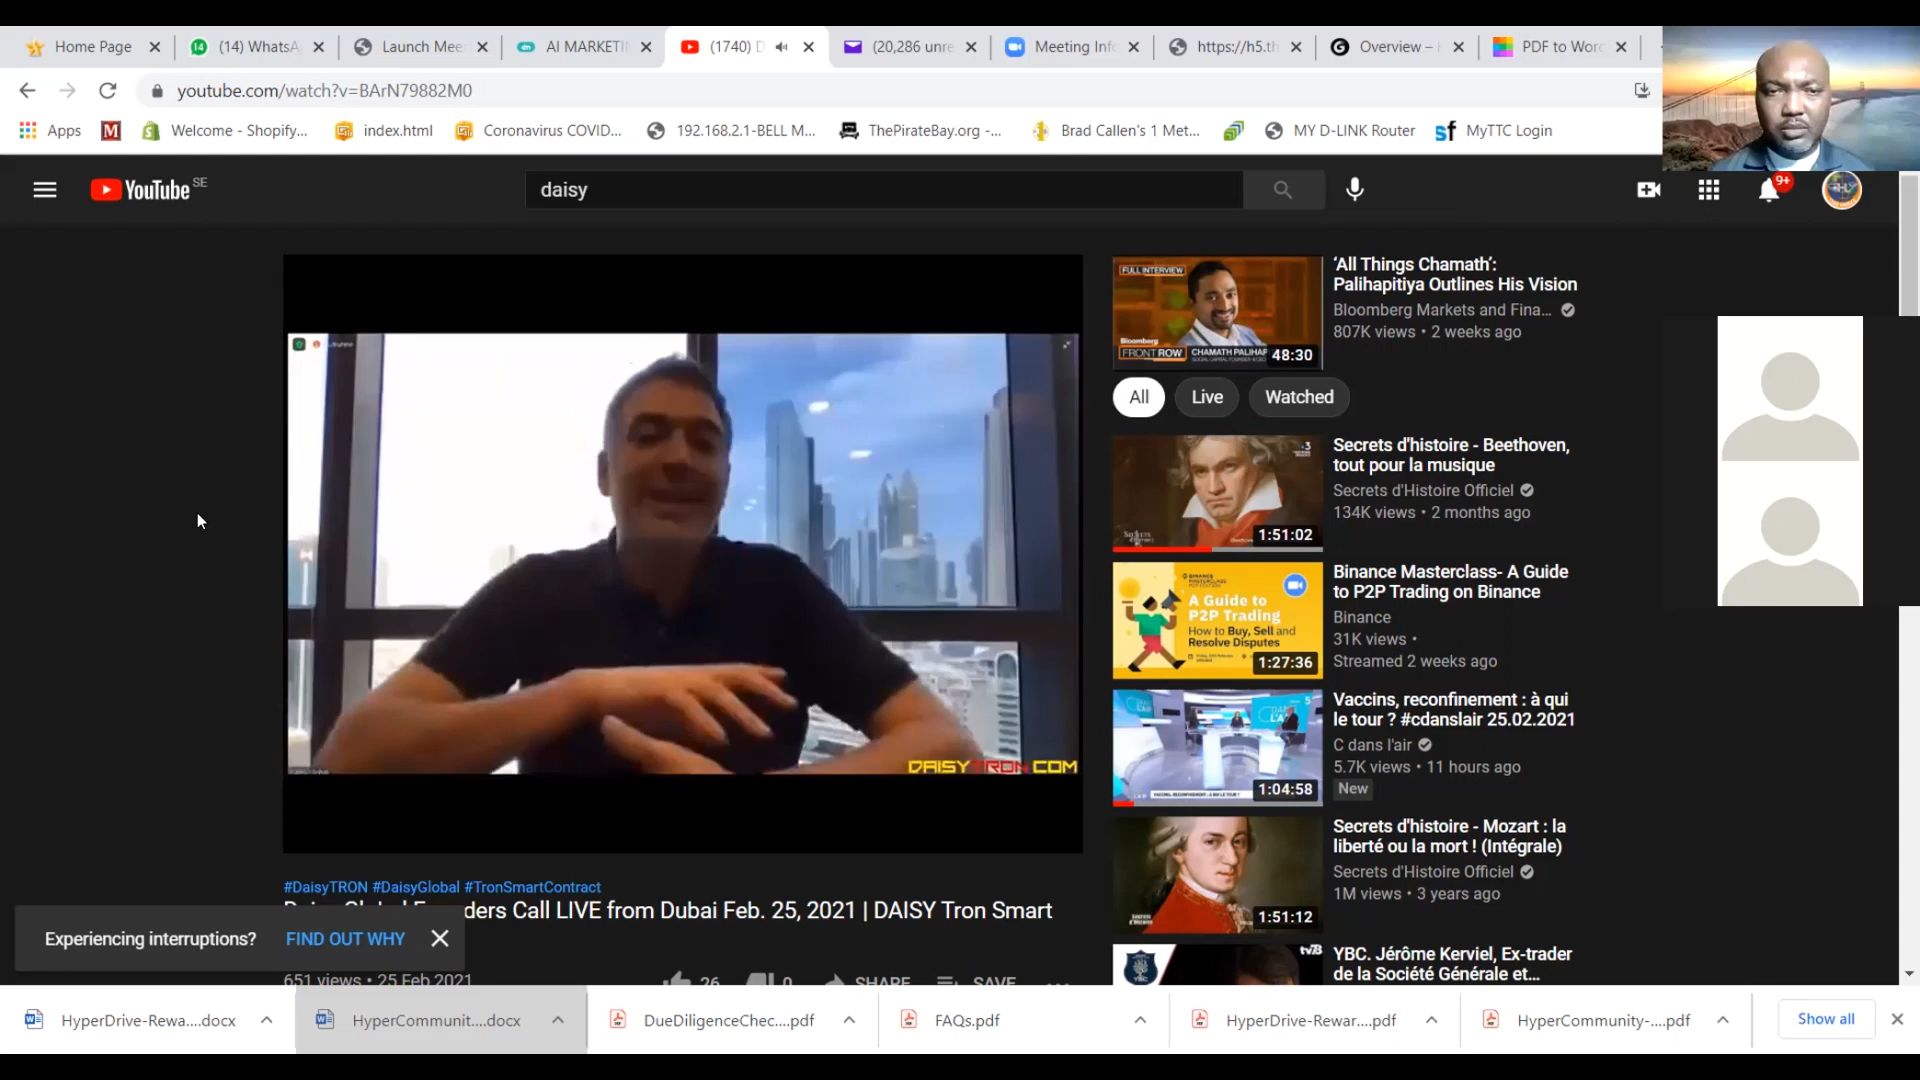 Home Page
(14) WhatsA
Launch Mee
AI MARKETI
(1740) D
(20,286 unre
Meeting Info
https://h5.th
Overview –
PDF to Word
youtube.com/watch?v=BArN79882M0
Apps
Welcome - Shopify...
index.html
Coronavirus COVID...
192.168.2.1-BELL M...
ThePirateBay.org -...
Brad Callen's 1 Met...
MY D-LINK Router
MyTTC Login
YouTube SE
daisy
9+
DAISYTRON.COM
#DaisyTRON #DaisyGlobal #TronSmartContract
ders Call LIVE from Dubai Feb. 25, 2021 | DAISY Tron Smart
651 views • 25 Feb 2021
26
0
SHARE
SAVE
Experiencing interruptions?
FIND OUT WHY
FULL INTERVIEW
Bloomberg
FRONT ROW
CHAMATH PALIHAP
48:30
‘All Things Chamath’:
Palihapitiya Outlines His Vision
Bloomberg Markets and Fina...
807K views • 2 weeks ago
All
Live
Watched
1:51:02
Secrets d'histoire - Beethoven,
tout pour la musique
Secrets d'Histoire Officiel
134K views • 2 months ago
A Guide to
P2P Trading
How to Buy, Sell and
Resolve Disputes
1:27:36
Binance Masterclass- A Guide
to P2P Trading on Binance
Binance
31K views •
Streamed 2 weeks ago
1:04:58
Vaccins, reconfinement : à qui
le tour ? #cdanslair 25.02.2021
C dans l'air
5.7K views • 11 hours ago
New
1:51:12
Secrets d'histoire - Mozart : la
liberté ou la mort ! (Intégrale)
Secrets d'Histoire Officiel
1M views • 3 years ago
YBC. Jérôme Kerviel, Ex-trader
de la Société Générale et...
HyperDrive-Rewa....docx
HyperCommunit....docx
DueDiligenceChec....pdf
FAQs.pdf
HyperDrive-Rewar....pdf
HyperCommunity-....pdf
Show all